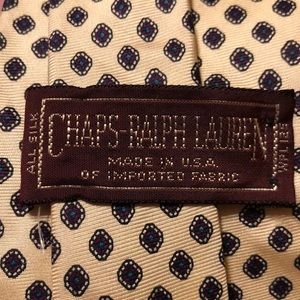 ALL SILK
CHAPS-RALPH LAUREN
MADE IN U.S.A.
OF IMPORTED FABRIC